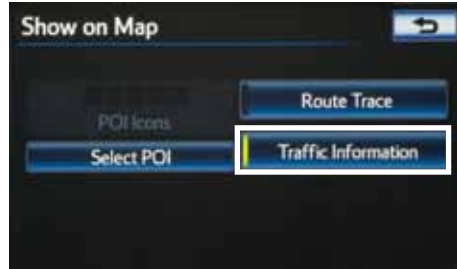 Show on Map
POI Icons
Route Trace
Select POI
Traffic Information